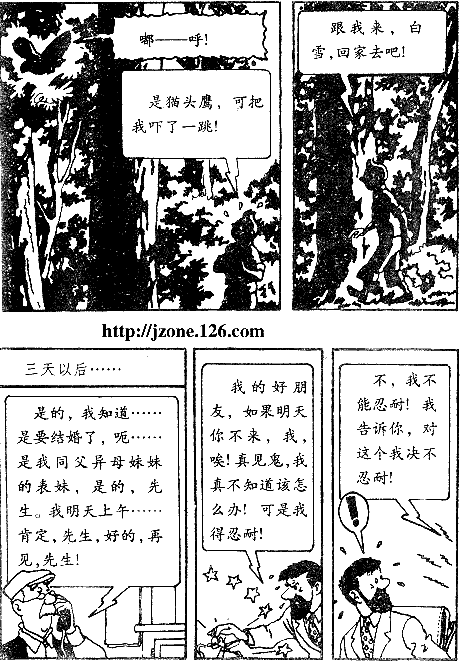 嘟——呼!
是猫头鹰，可把
我吓了一跳!
跟我来，白
雪,回家去吧!
http://jzone.126.com
三天以后……
是的，我知道……
是要结婚了，呃……
是我同父异母妹妹
的表妹，是的，先
生。我明天上午……
肯定,先生,好的,再
见,先生!
我的好朋
友，如果明天
你不来，我，
唉!真见鬼,我
真不知道该怎
么办! 可是我
得忍耐!
不，我不
能忍耐! 我
告诉你，对
这个我决不
忍耐!
!